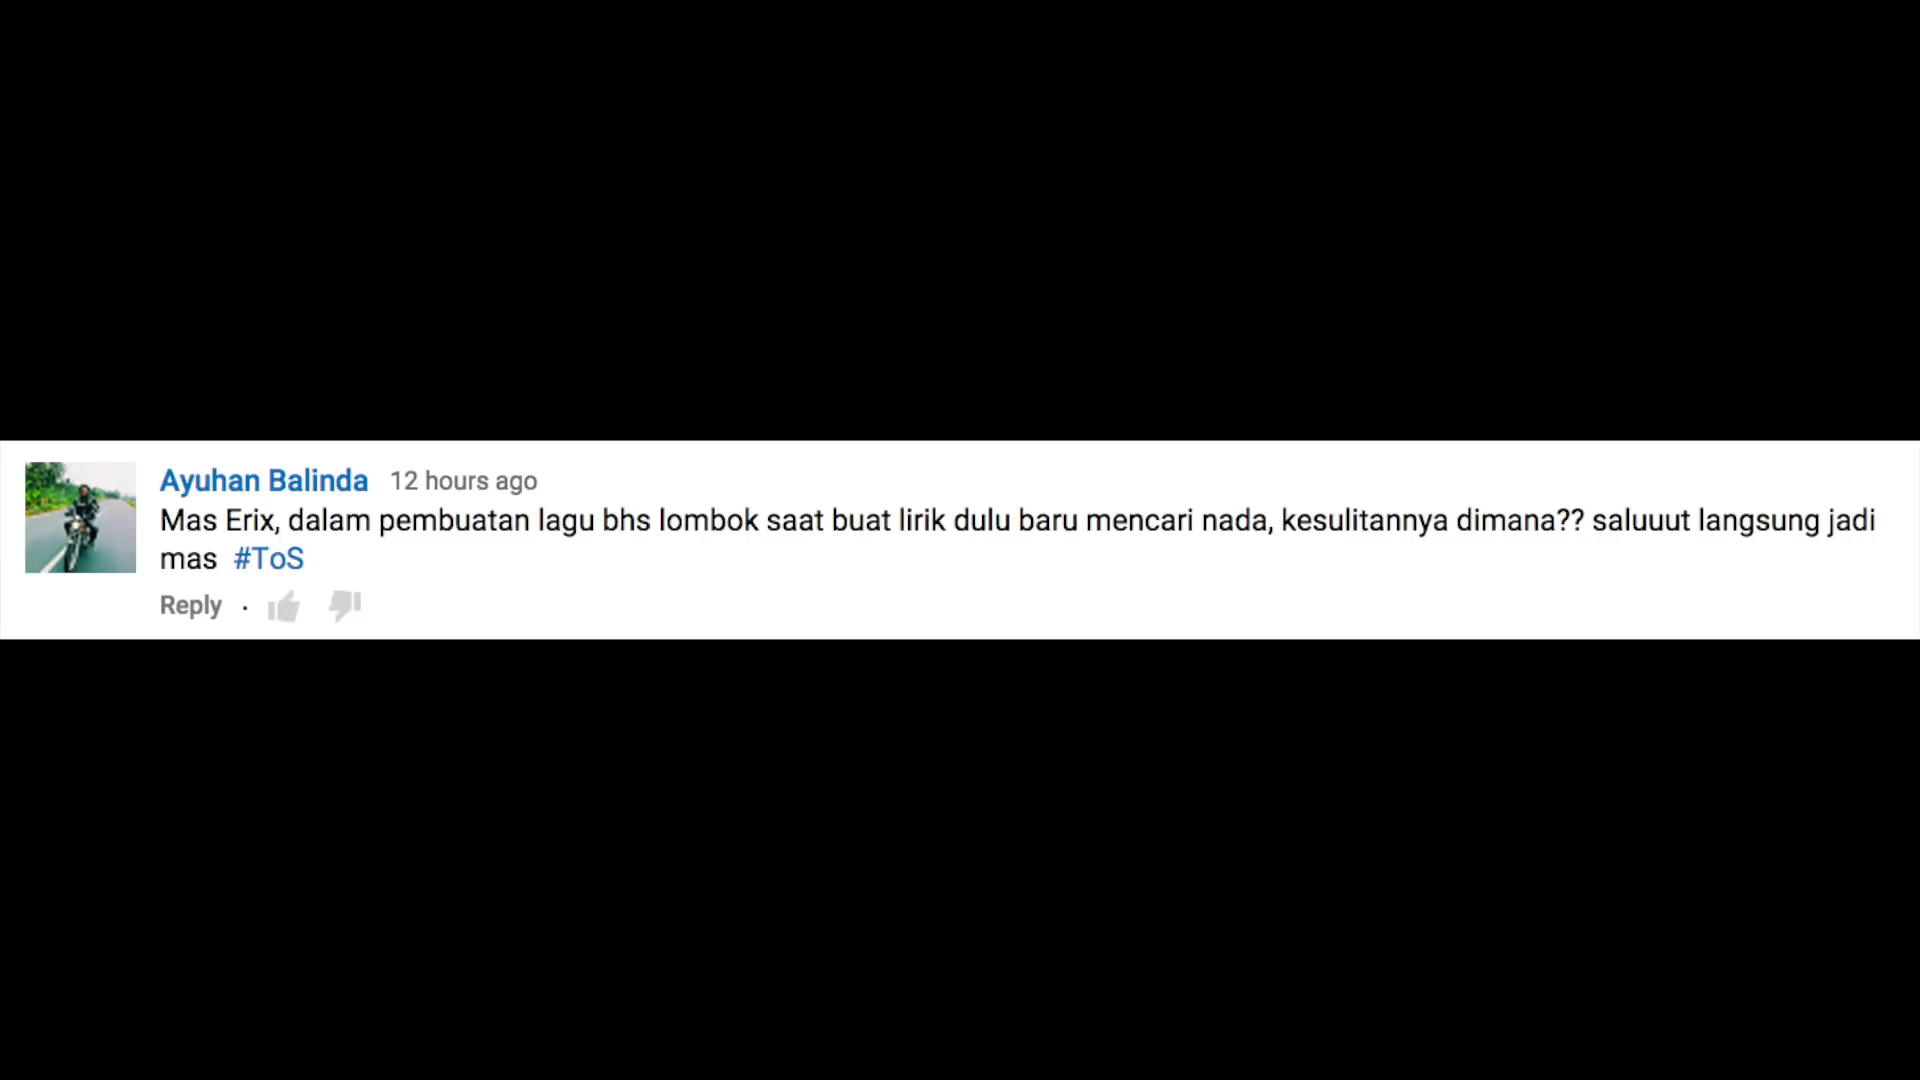 Ayuhan Balinda 12 hours ago
Mas Erix, dalam pembuatan lagu bhs lombok saat buat lirik dulu baru mencari nada, kesulitannya dimana?? saluuut langsung jadi
mas #ToS
Reply ·